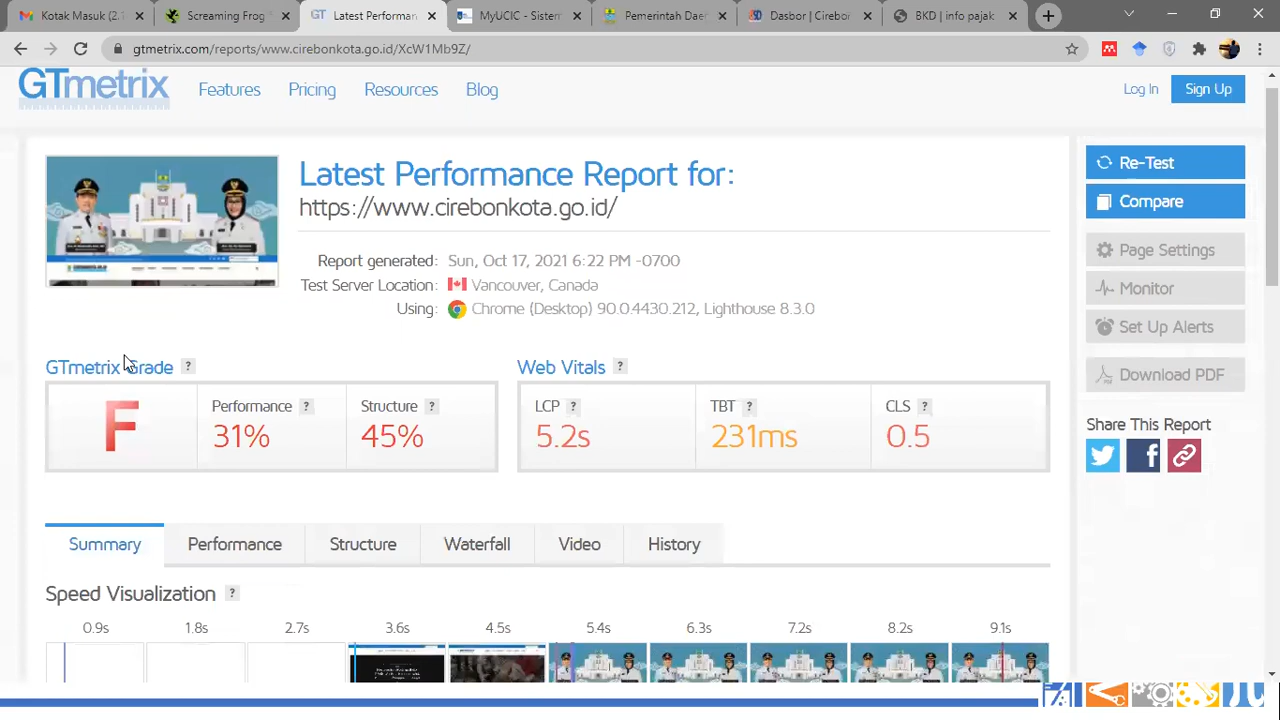 Kotak Masuk (2.1
Screaming Frog
Latest Performan
MyUCIC - Sistem
Pemerintah Daer
Dasbor | Cirebon
BKD | info pajak
gtmetrix.com/reports/www.cirebonkota.go.id/XcW1Mb9Z/
GTmetrix
Features
Pricing
Resources
Blog
Log In
Sign Up
Latest Performance Report for:
https://www.cirebonkota.go.id/
Report generated: Sun, Oct 17, 2021 6:22 PM -0700
Test Server Location: Vancouver, Canada
Using: Chrome (Desktop) 90.0.4430.212, Lighthouse 8.3.0
Re-Test
Compare
Page Settings
Monitor
Set Up Alerts
Download PDF
Share This Report
GTmetrix Grade ?
F
Performance ?
31%
Structure ?
45%
Web Vitals ?
LCP ?
5.2s
TBT ?
231ms
CLS ?
0.5
Summary
Performance
Structure
Waterfall
Video
History
Speed Visualization ?
0.9s
1.8s
2.7s
3.6s
4.5s
5.4s
6.3s
7.2s
8.2s
9.1s